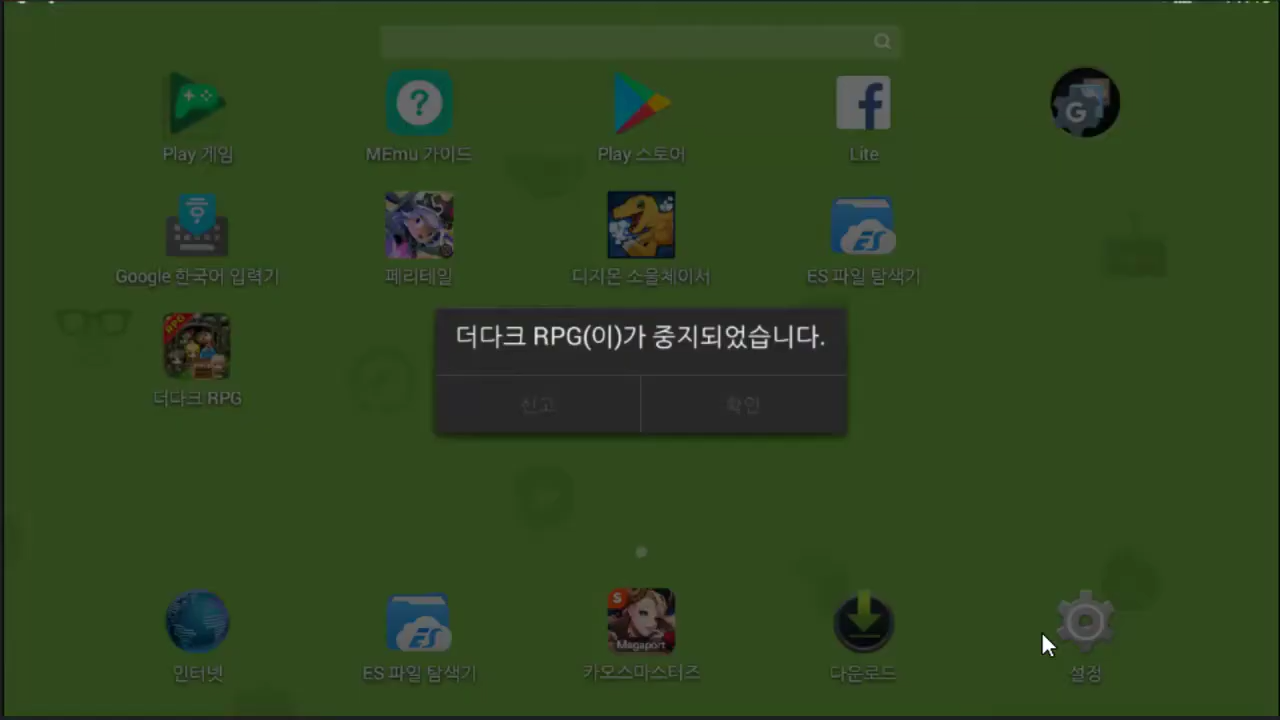 Play 게임
MEmu 가이드
Play 스토어
Lite
Google 한국어 입력기
페리테일
디지몬 소울체이서
ES 파일 탐색기
RPG
더다크 RPG
더다크 RPG(이)가 중지되었습니다.
신고
확인
인터넷
ES 파일 탐색기
S
Magaport
카오스마스터즈
다운로드
설정